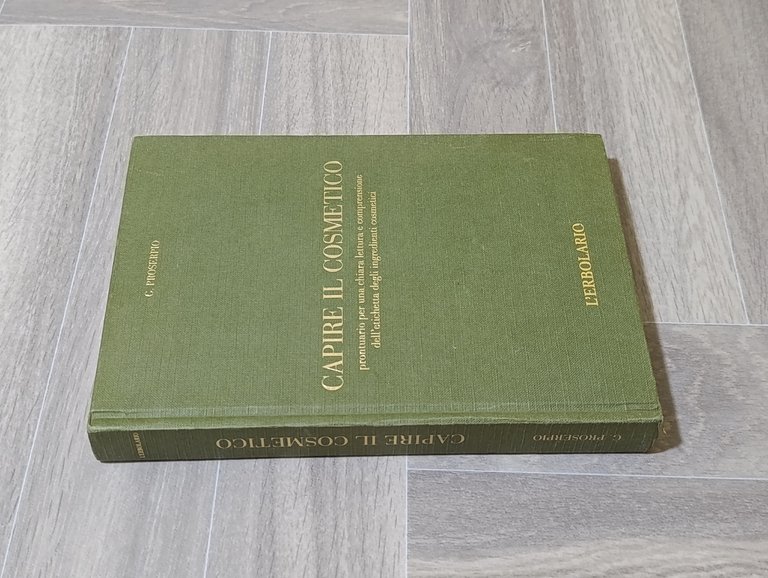 G. PROSERPIO
CAPIRE IL COSMETICO
prontuario per una chiara lettura e comprensione
dell'etichetta degli ingredienti cosmetici
L'ERBOLARIO
G. PROSERPIO
CAPIRE IL COSMETICO
L'ERBOLARIO